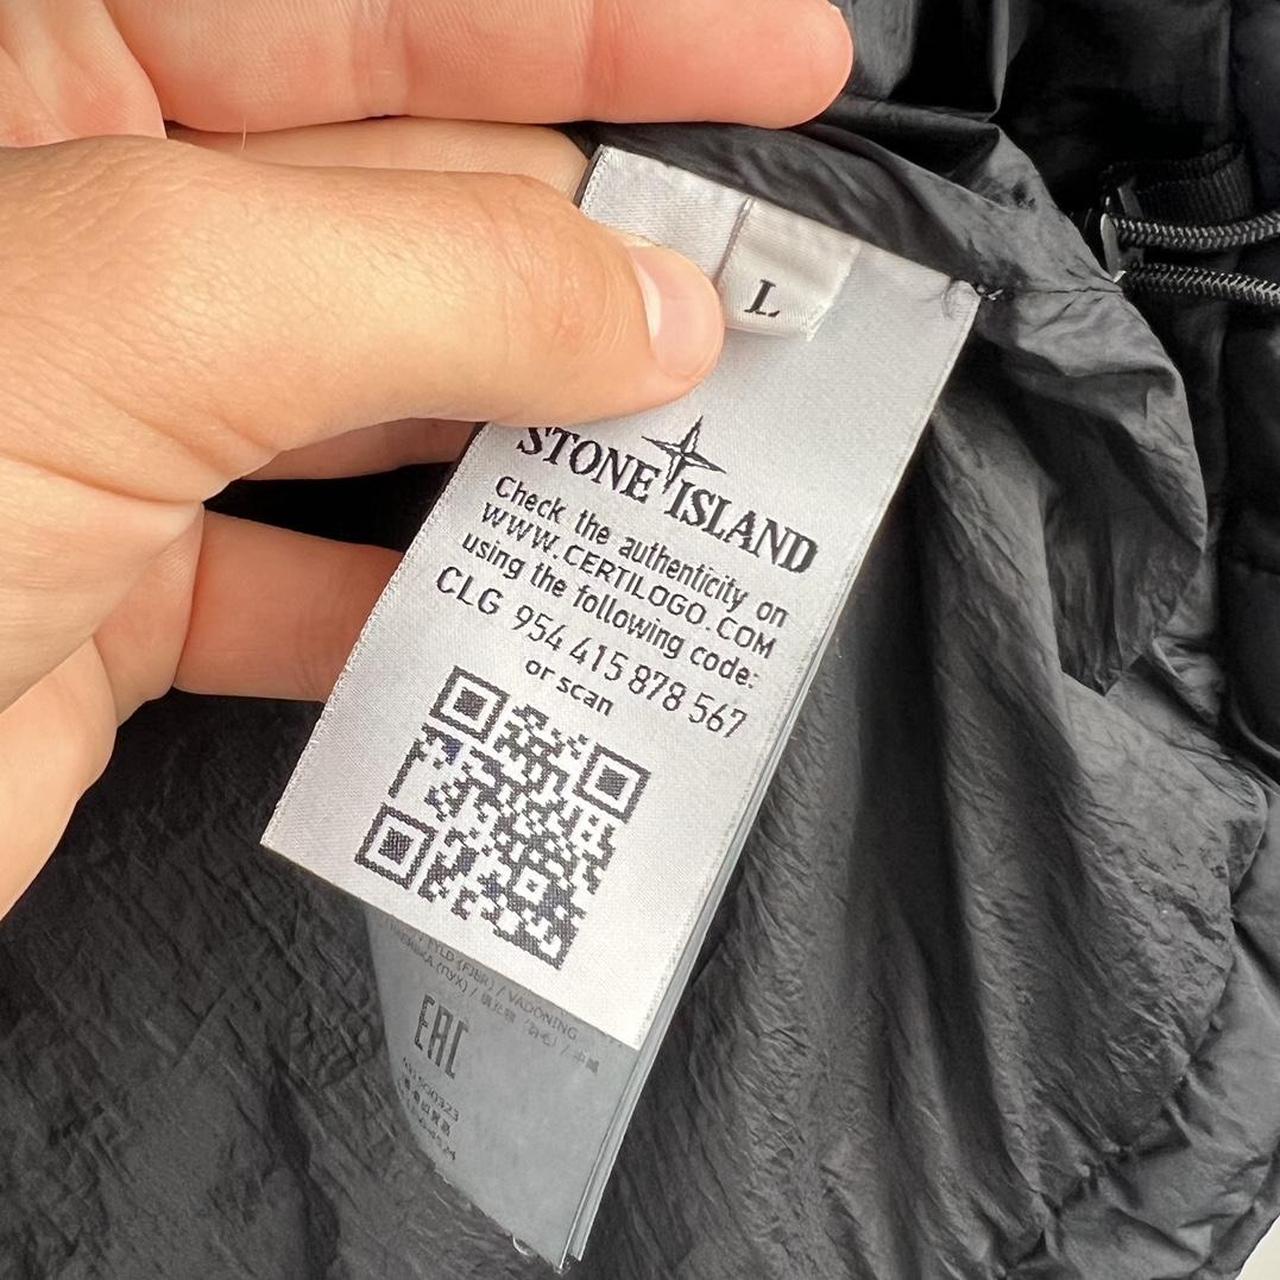 L
STONE ISLAND
Check the authenticity on
WWW.CERTILOGO.COM
using the following code:
CLG 954 415 878 567
or scan
/ VADONING
EAC